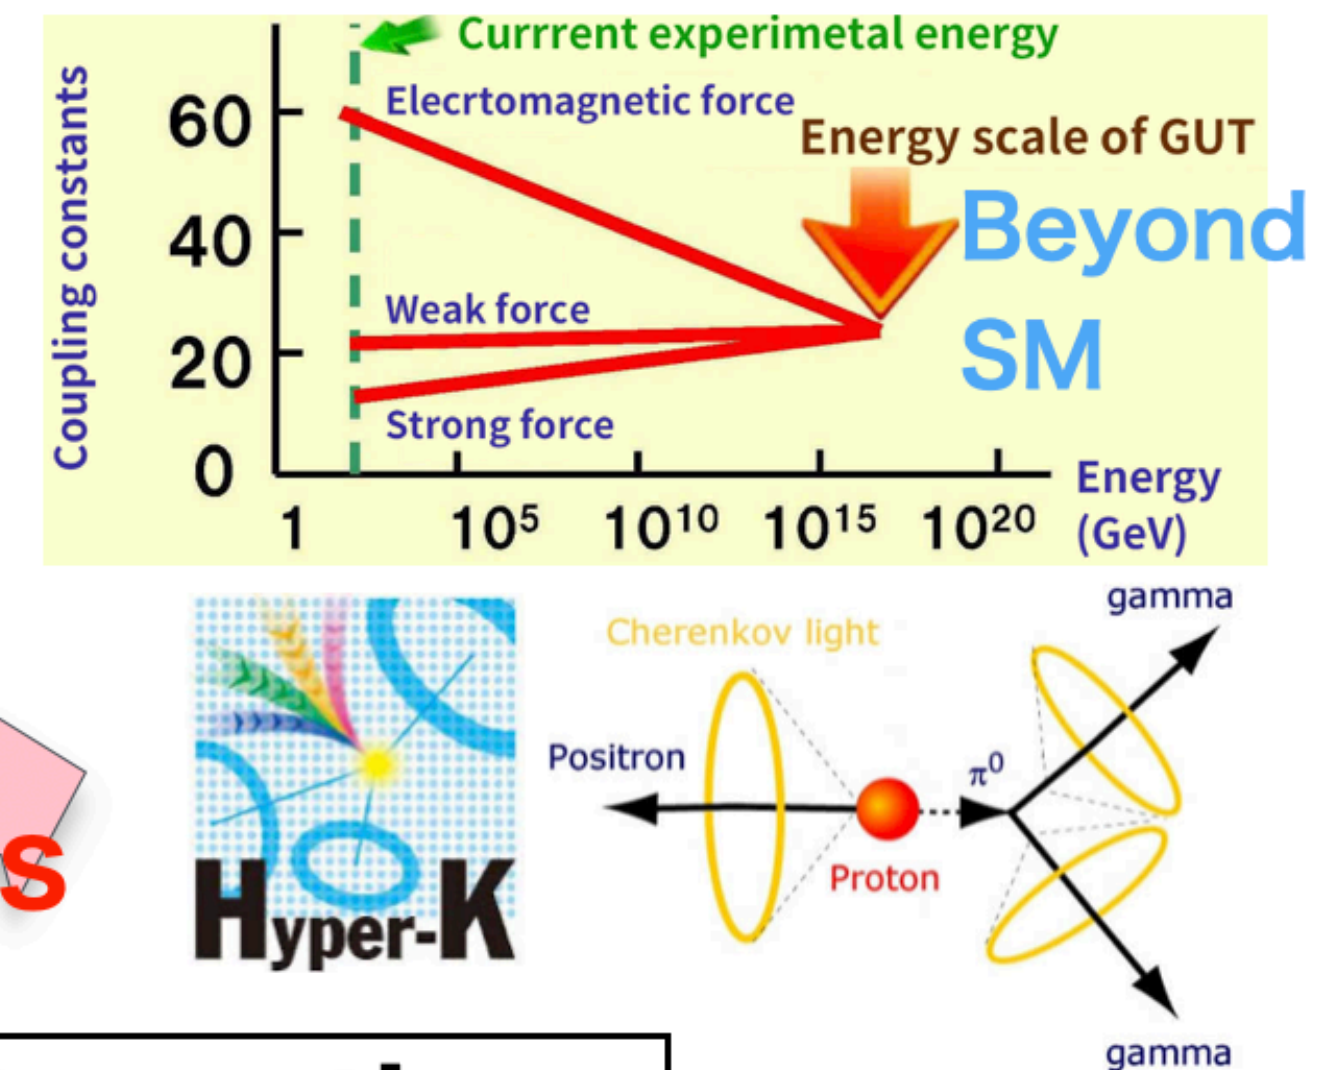 Currrent experimetal energy
Coupling constants
60
Elecrtomagnetic force
Energy scale of GUT
Beyond
SM
40
Weak force
20
Strong force
0
Energy
(GeV)
1
10⁵
10¹⁰
10¹⁵
10²⁰
gamma
Cherenkov light
Positron
π⁰
Proton
s
Hyper-K
gamma